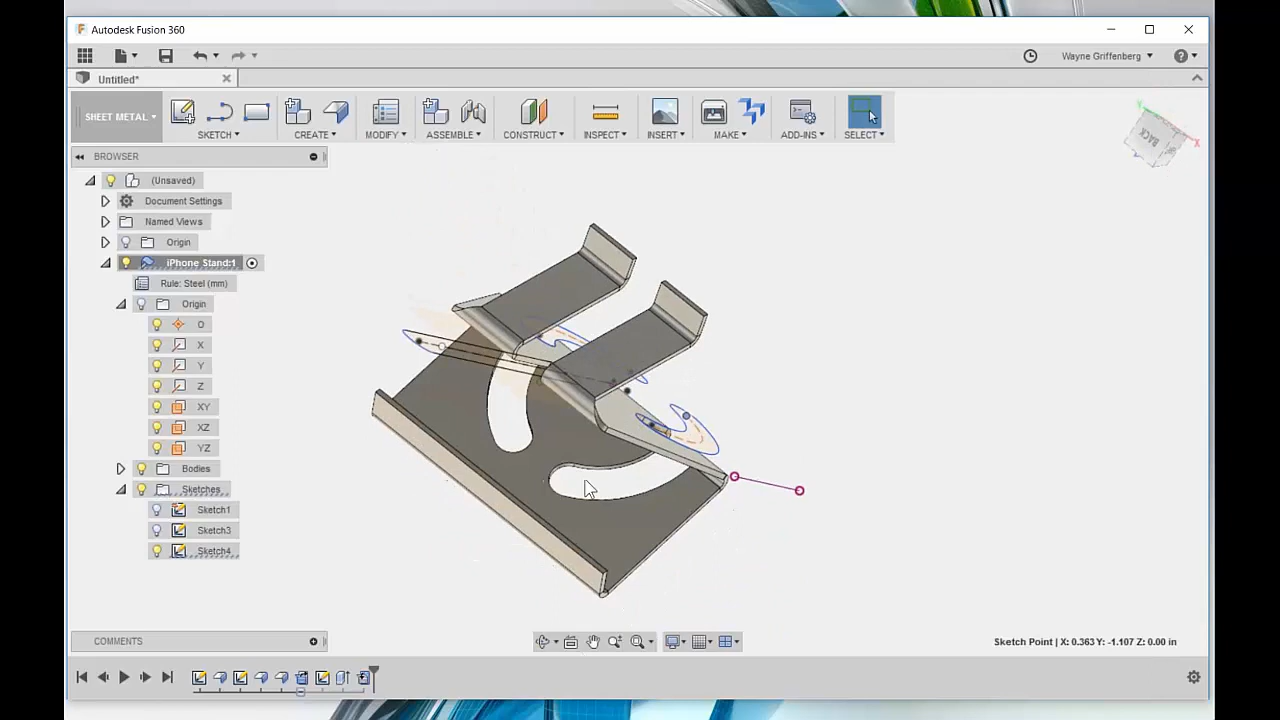 Autodesk Fusion 360
Wayne Griffenberg
Untitled*
SHEET METAL
SKETCH
CREATE
MODIFY
ASSEMBLE
CONSTRUCT
INSPECT
INSERT
MAKE
ADD-INS
SELECT
BROWSER
BACK
(Unsaved)
Document Settings
Named Views
Origin
iPhone Stand:1
Rule: Steel (mm)
Origin
O
X
Y
Z
XY
XZ
YZ
Bodies
Sketches
Sketch1
Sketch3
Sketch4
COMMENTS
Sketch Point | X: 0.363 Y: -1.107 Z: 0.00 in